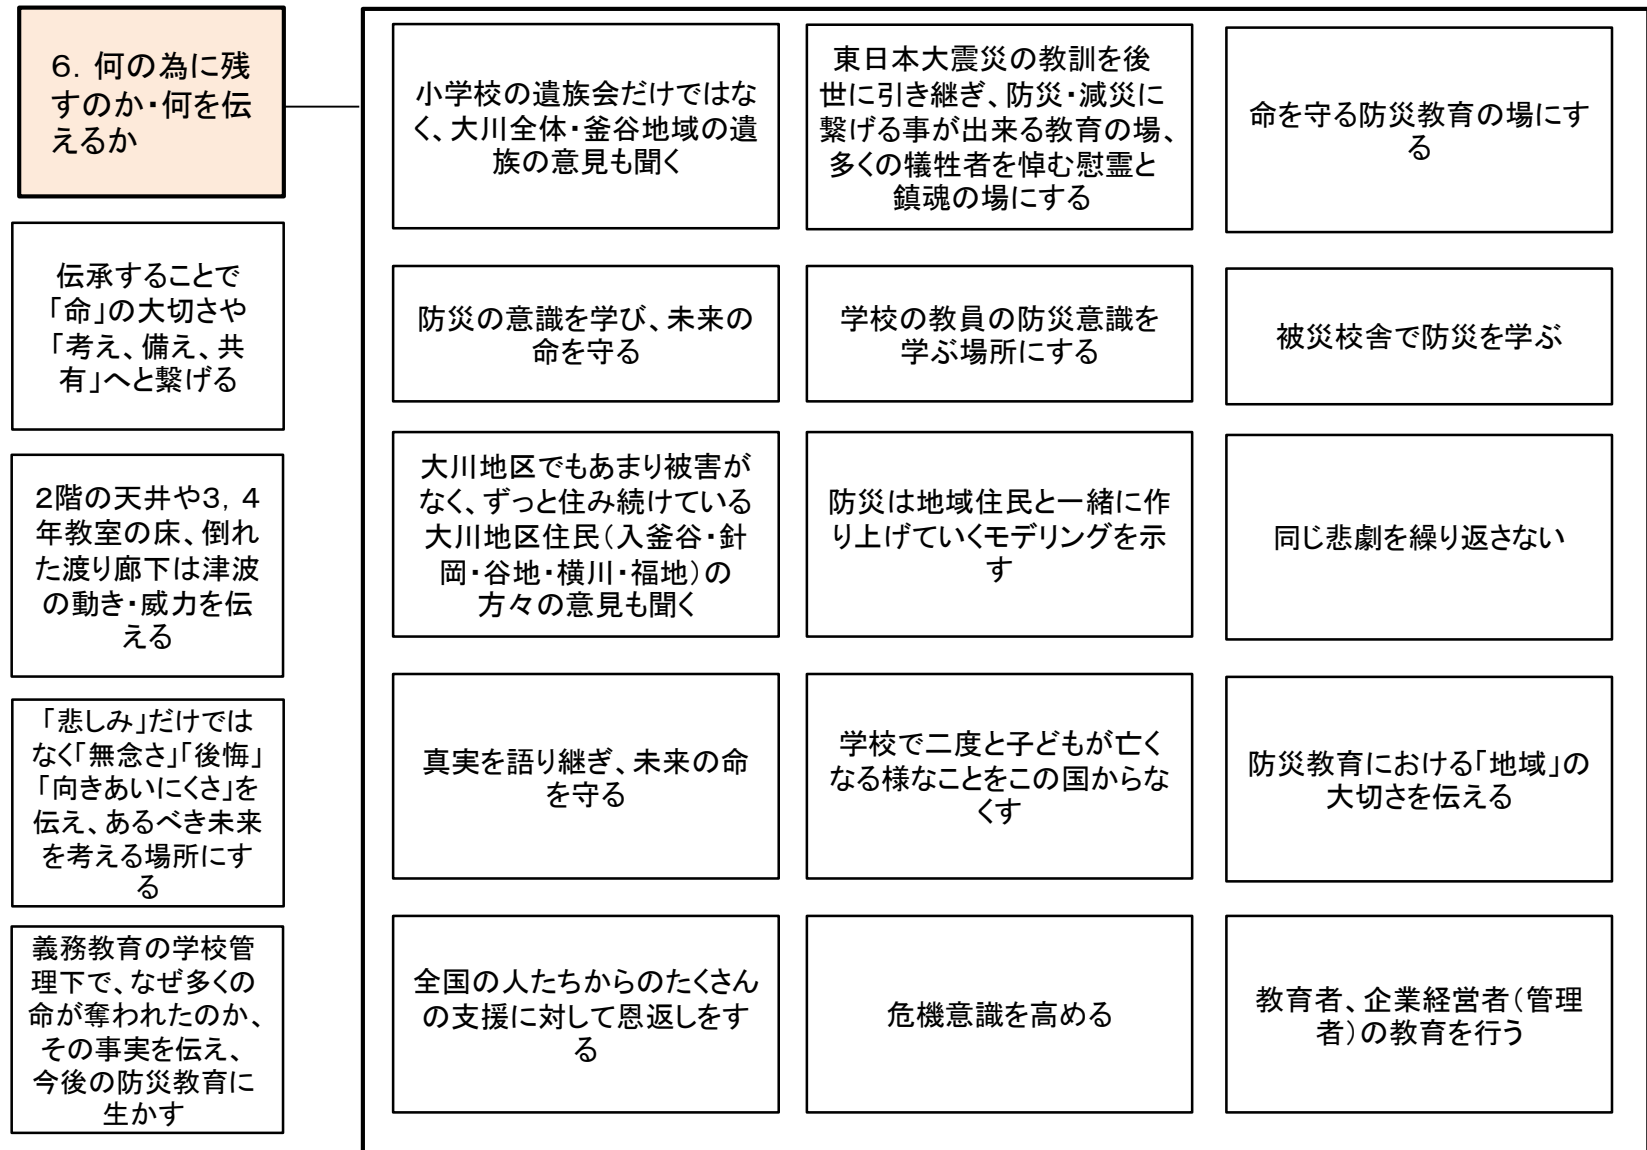 ６．何の為に残
すのか・何を伝
えるか
伝承することで
「命」の大切さや
「考え、備え、共
有」へと繋げる
２階の天井や３，４
年教室の床、倒れ
た渡り廊下は津波
の動き・威力を伝
える
「悲しみ」だけでは
なく「無念さ」「後悔」
「向きあいにくさ」を
伝え、あるべき未来
を考える場所にす
る
義務教育の学校管
理下で、なぜ多くの
命が奪われたのか、
その事実を伝え、
今後の防災教育に
生かす
小学校の遺族会だけではな
く、大川全体・釜谷地域の遺
族の意見も聞く
東日本大震災の教訓を後
世に引き継ぎ、防災・減災に
繋げる事が出来る教育の場、
多くの犠牲者を悼む慰霊と
鎮魂の場にする
命を守る防災教育の場にす
る
防災の意識を学び、未来の
命を守る
学校の教員の防災意識を
学ぶ場所にする
被災校舎で防災を学ぶ
大川地区でもあまり被害が
なく、ずっと住み続けている
大川地区住民（入釜谷・針
岡・谷地・横川・福地）の
方々の意見も聞く
防災は地域住民と一緒に作
り上げていくモデリングを示
す
同じ悲劇を繰り返さない
真実を語り継ぎ、未来の命
を守る
学校で二度と子どもが亡く
なる様なことをこの国からな
くす
防災教育における「地域」の
大切さを伝える
全国の人たちからのたくさん
の支援に対して恩返しをす
る
危機意識を高める
教育者、企業経営者（管理
者）の教育を行う